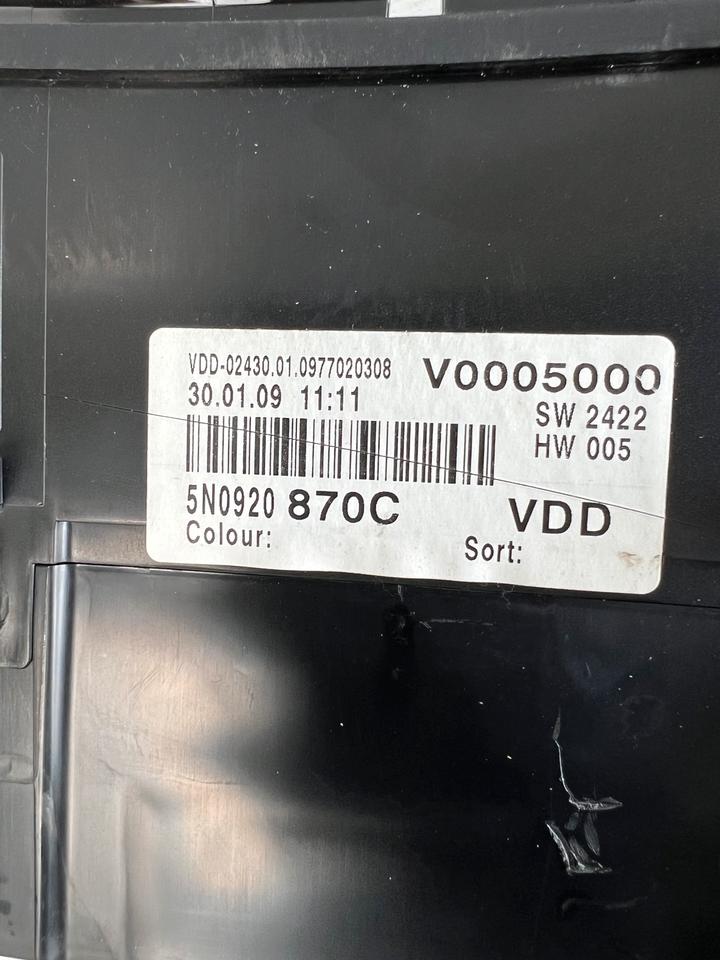 VDD-02430.01.0977020308 V0005000
30.01.09 11:11
SW 2422
HW 005
5N0920 870C VDD
Colour: Sort: